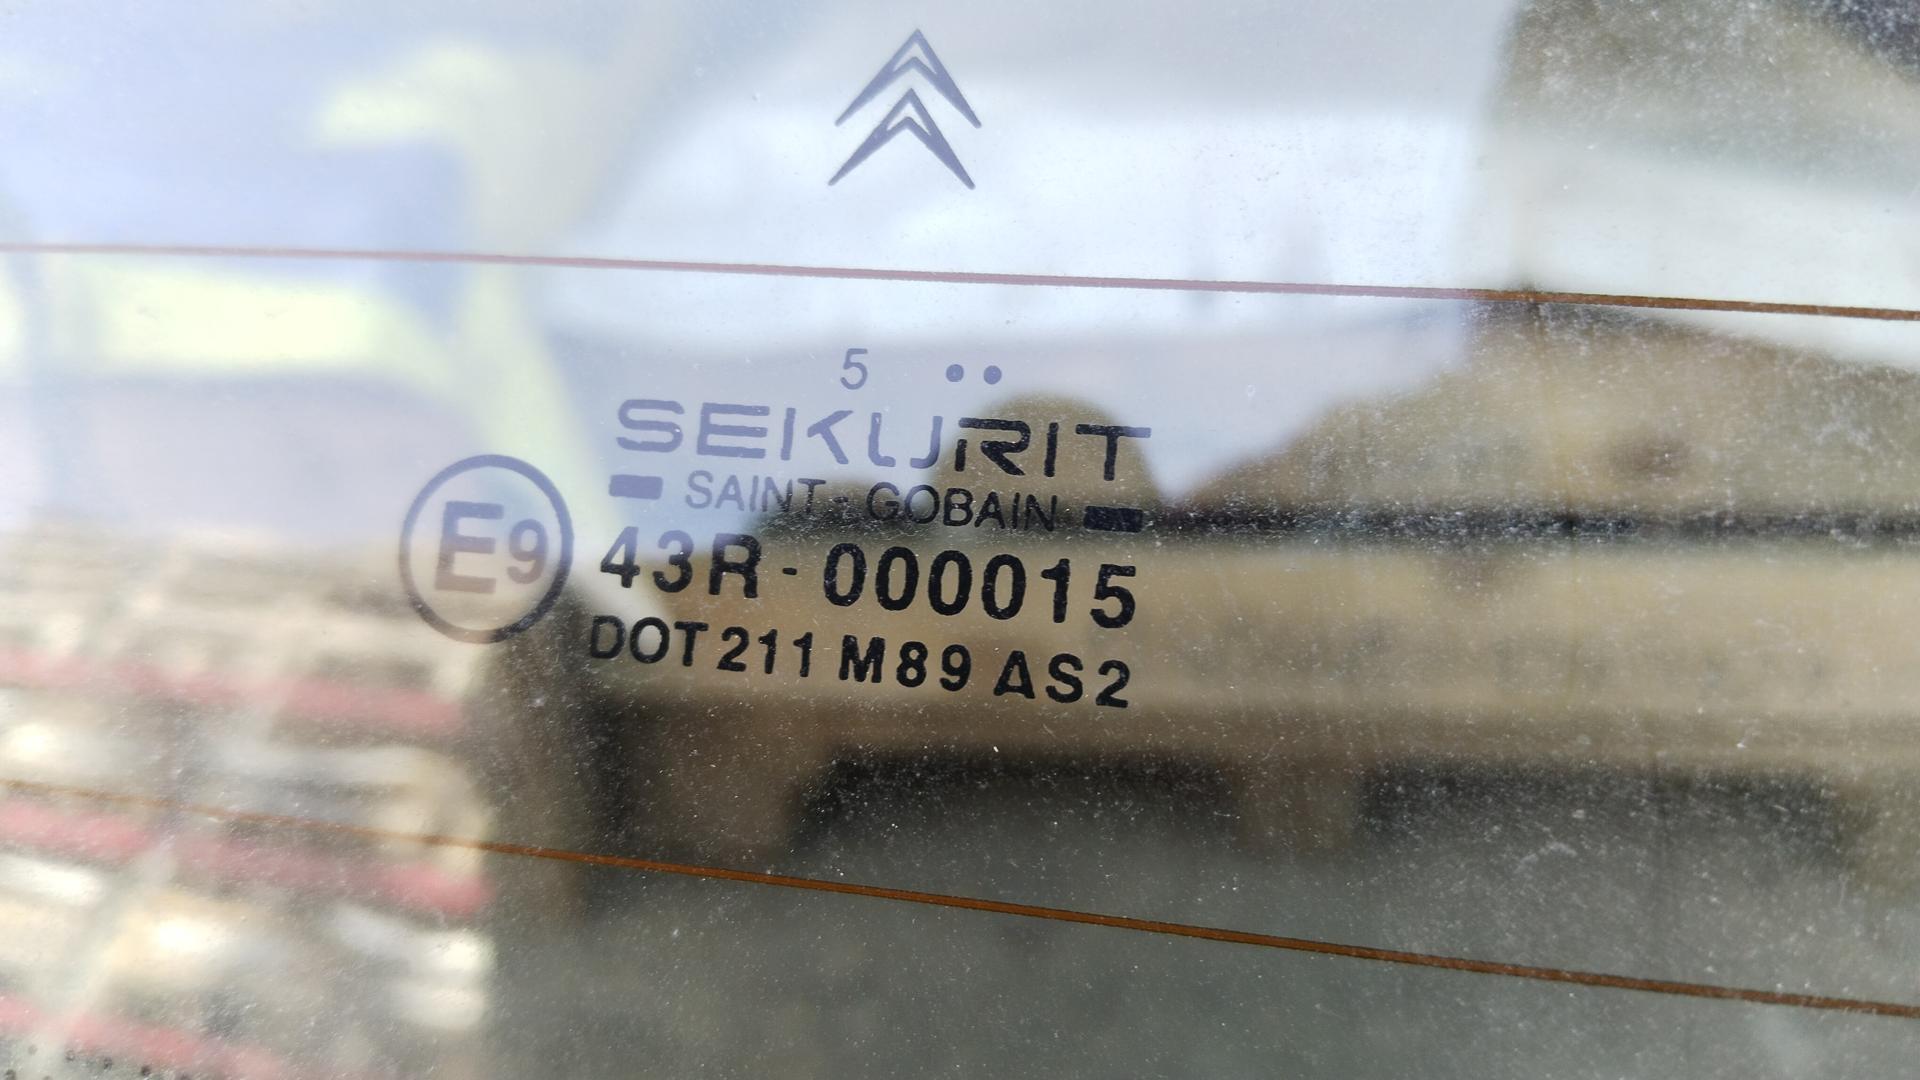 5 ••
SEKURIT
SAINT-GOBAIN
E9
43R-000015
DOT 211 M89 AS2